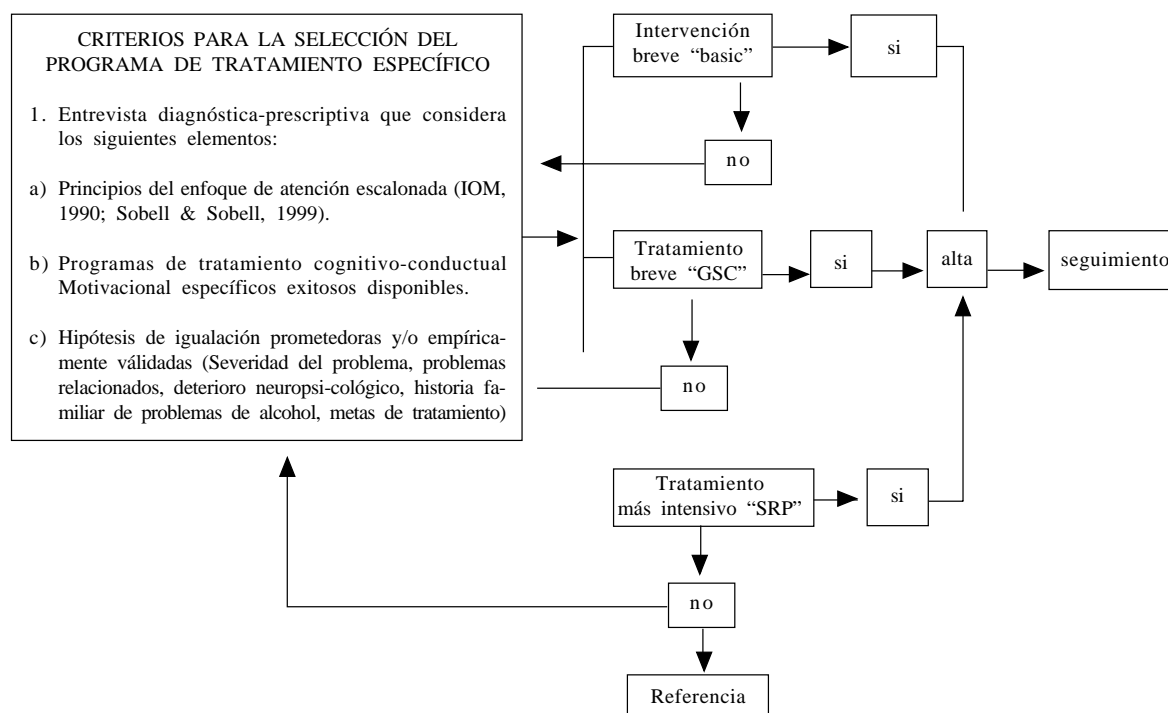 CRITERIOS PARA LA SELECCIÓN DEL
PROGRAMA DE TRATAMIENTO ESPECÍFICO
1. Entrevista diagnóstica-prescriptiva que considera
los siguientes elementos:
a) Principios del enfoque de atención escalonada (IOM,
1990; Sobell & Sobell, 1999).
b) Programas de tratamiento cognitivo-conductual
Motivacional específicos exitosos disponibles.
c) Hipótesis de igualación prometedoras y/o empírica-
mente válidadas (Severidad del problema, problemas
relacionados, deterioro neuropsi-cológico, historia fa-
miliar de problemas de alcohol, metas de tratamiento)
Intervención
breve “basic”
si
no
Tratamiento
breve “GSC”
si
alta
seguimiento
no
Tratamiento
más intensivo “SRP”
si
no
Referencia